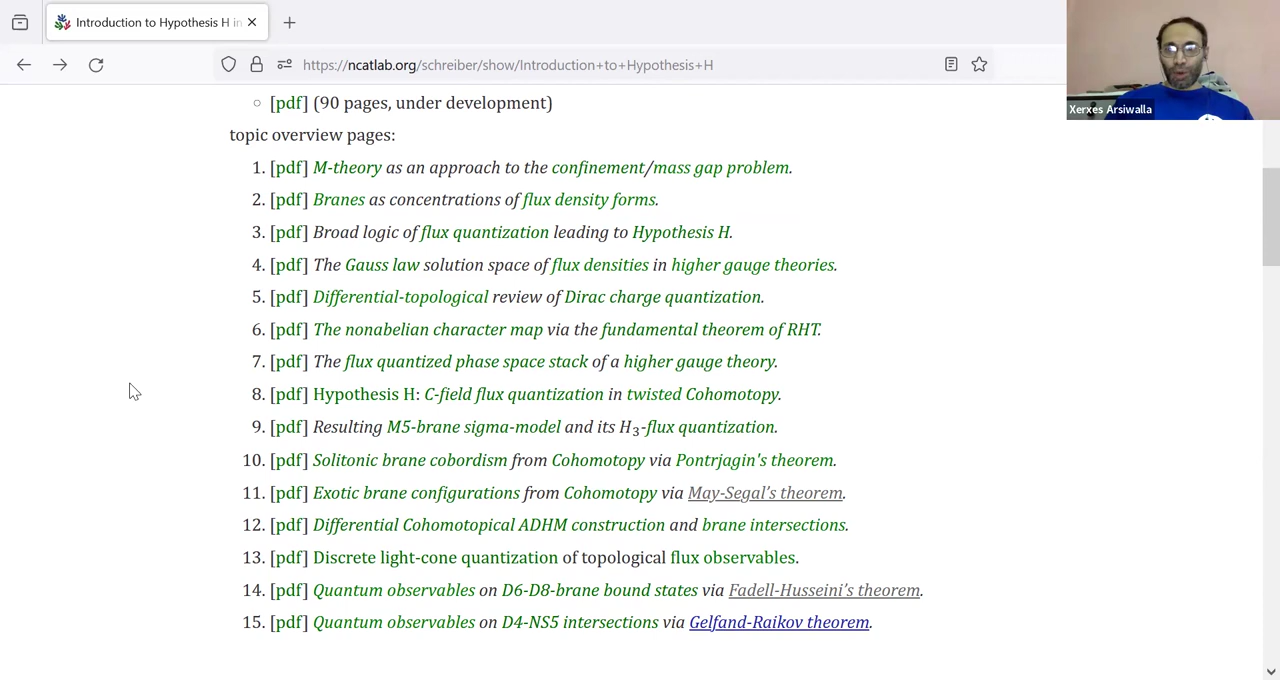 Introduction to Hypothesis H in
https://ncatlab.org/schreiber/show/Introduction+to+Hypothesis+H
Xerxes Arsiwalla
[pdf] (90 pages, under development)
topic overview pages:
1. [pdf] M-theory as an approach to the confinement/mass gap problem.
2. [pdf] Branes as concentrations of flux density forms.
3. [pdf] Broad logic of flux quantization leading to Hypothesis H.
4. [pdf] The Gauss law solution space of flux densities in higher gauge theories.
5. [pdf] Differential-topological review of Dirac charge quantization.
6. [pdf] The nonabelian character map via the fundamental theorem of RHT.
7. [pdf] The flux quantized phase space stack of a higher gauge theory.
8. [pdf] Hypothesis H: C-field flux quantization in twisted Cohomotopy.
9. [pdf] Resulting M5-brane sigma-model and its H₃-flux quantization.
10. [pdf] Solitonic brane cobordism from Cohomotopy via Pontrjagin's theorem.
11. [pdf] Exotic brane configurations from Cohomotopy via May-Segal’s theorem.
12. [pdf] Differential Cohomotopical ADHM construction and brane intersections.
13. [pdf] Discrete light-cone quantization of topological flux observables.
14. [pdf] Quantum observables on D6-D8-brane bound states via Fadell-Husseini’s theorem.
15. [pdf] Quantum observables on D4-NS5 intersections via Gelfand-Raikov theorem.